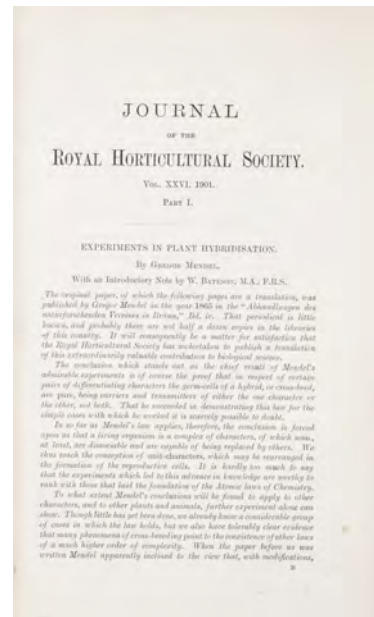 JOURNAL
OF THE
ROYAL HORTICULTURAL SOCIETY.
VOL. XXVI. 1901.
PART I.
EXPERIMENTS IN PLANT HYBRIDISATION.
By GREGOR MENDEL.
With an Introductory Note by W. BATESON, M.A., F.R.S.
The original paper, of which the following pages are a translation, was
published by Gregor Mendel in the year 1865 in the "Abhandlungen des
naturforschenden Vereines in Brünn," Bd. iv. That periodical is little
known, and probably there are not half a dozen copies in the libraries
of this country. It will consequently be a matter for satisfaction that
the Royal Horticultural Society has undertaken to publish a translation
of this extraordinarily valuable contribution to biological science.
The conclusion which stands out as the chief result of Mendel's
admirable experiments is of course the proof that in respect of certain
pairs of differentiating characters the germ-cells of a hybrid, or cross-bred,
are pure, being carriers and transmitters of either the one character or
the other, not both. That he succeeded in demonstrating this law for the
simple cases with which he worked it is scarcely possible to doubt.
In so far as Mendel's law applies, therefore, the conclusion is forced
upon us that a living organism is a complex of characters, of which some,
at least, are dissociable and are capable of being replaced by others. We
thus reach the conception of unit-characters, which may be rearranged in
the formation of the reproductive cells. It is hardly too much to say
that the experiments which led to this advance in knowledge are worthy to
rank with those that laid the foundation of the Atomic laws of Chemistry.
To what extent Mendel's conclusions will be found to apply to other
characters, and to other plants and animals, further experiment alone can
show. Though little has yet been done, we already know a considerable group
of cases in which the law holds, but we also have tolerably clear evidence
that many phenomena of cross-breeding point to the existence of other laws
of a much higher order of complexity. When the paper before us was
written Mendel apparently inclined to the view that, with modifications,
B